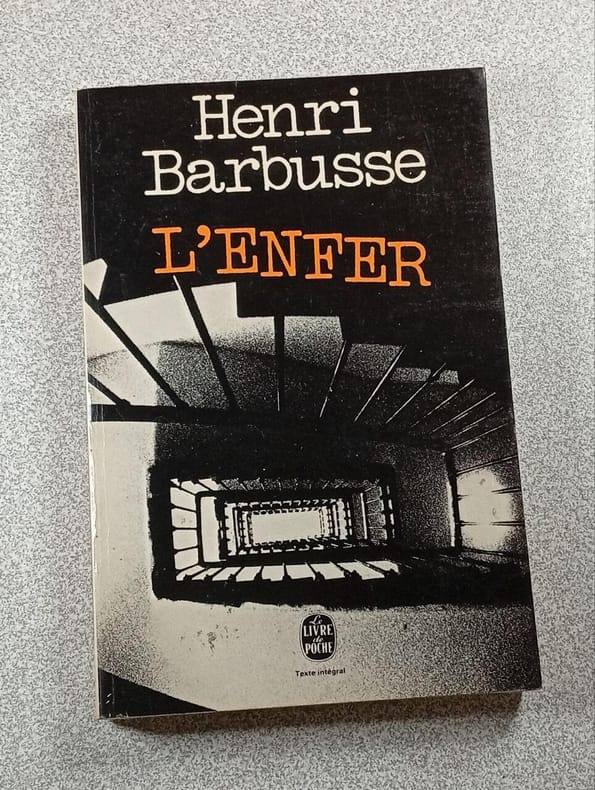 Henri
Barbusse
L'ENFER
Le
LIVRE
de
POCHE
Texte intégral